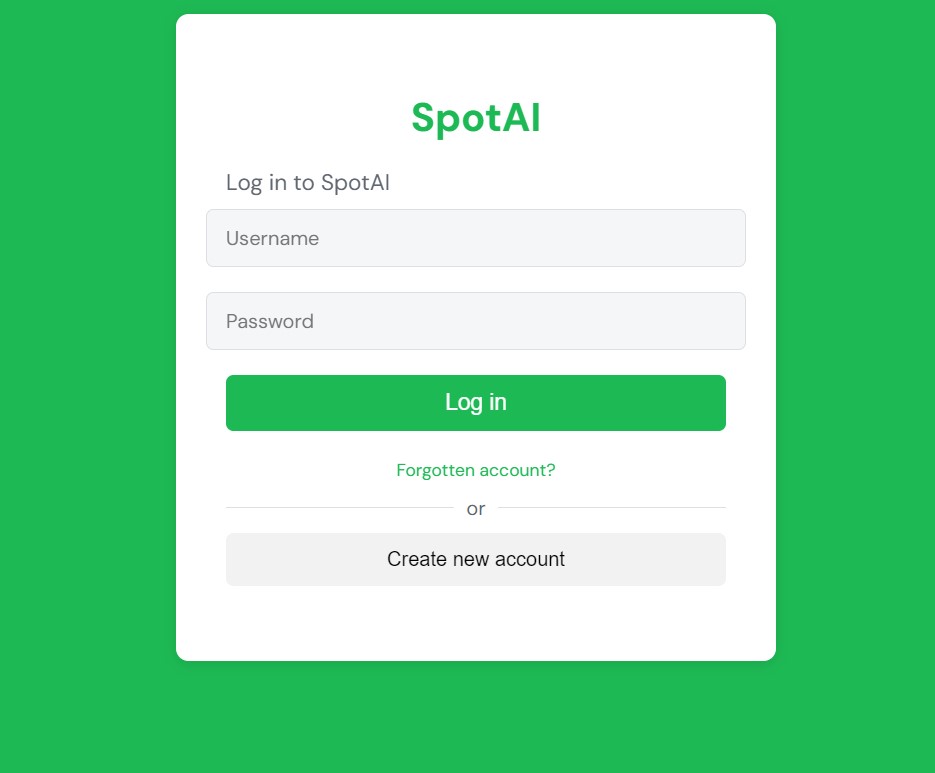 SpotAI
Log in to SpotAI
Username
Password
Log in
Forgotten account?
or
Create new account